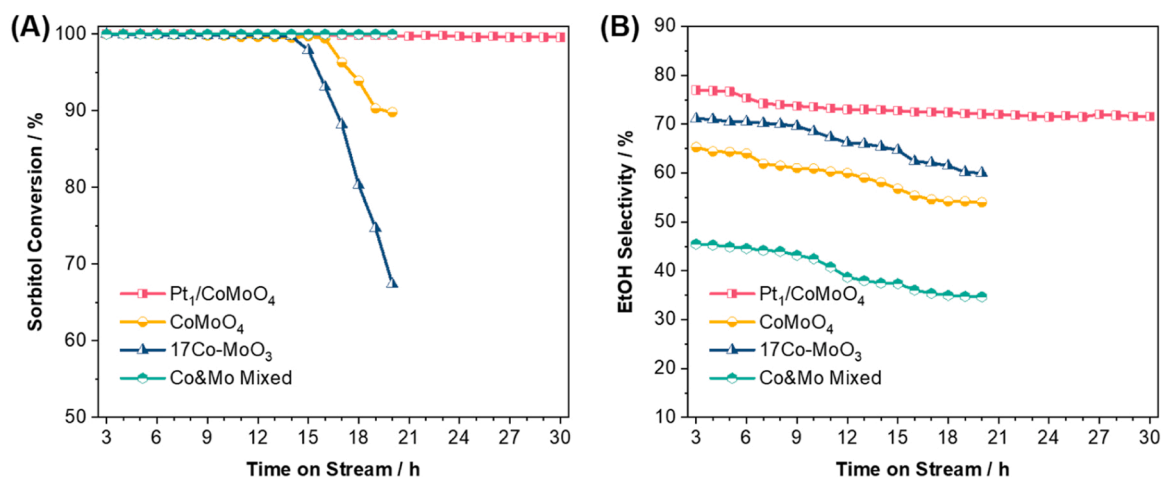 (A)
Sorbitol Conversion / %
100
90
80
70
60
50
Pt₁/CoMoO₄
CoMoO₄
17Co-MoO₃
Co&Mo Mixed
3 6 9 12 15 18 21 24 27 30
Time on Stream / h
(B)
EtOH Selectivity / %
90
80
70
60
50
40
30
20
10
Pt₁/CoMoO₄
CoMoO₄
17Co-MoO₃
Co&Mo Mixed
3 6 9 12 15 18 21 24 27 30
Time on Stream / h